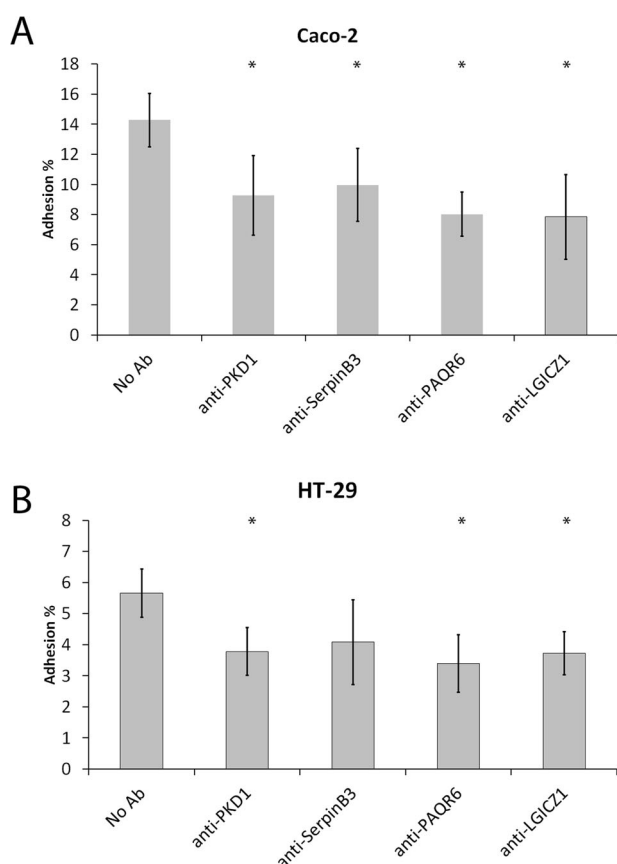 A
Caco-2
18
16
14
12
10
8
6
4
2
0
Adhesion %
* * * *
No Ab
anti-PKD1
anti-SerpinB3
anti-PAQR6
anti-LGICZ1
B
HT-29
8
7
6
5
4
3
2
1
0
Adhesion %
* * *
No Ab
anti-PKD1
anti-SerpinB3
anti-PAQR6
anti-LGICZ1